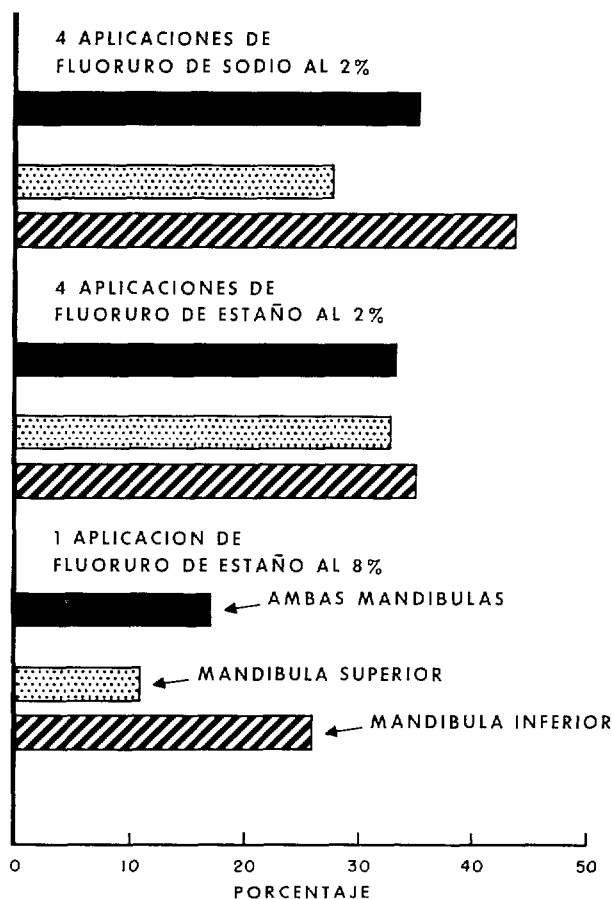 4 APLICACIONES DE
FLUORURO DE SODIO AL 2%
4 APLICACIONES DE
FLUORURO DE ESTAÑO AL 2%
1 APLICACION DE
FLUORURO DE ESTAÑO AL 8%
AMBAS MANDIBULAS
MANDIBULA SUPERIOR
MANDIBULA INFERIOR
0 10 20 30 40 50
PORCENTAJE